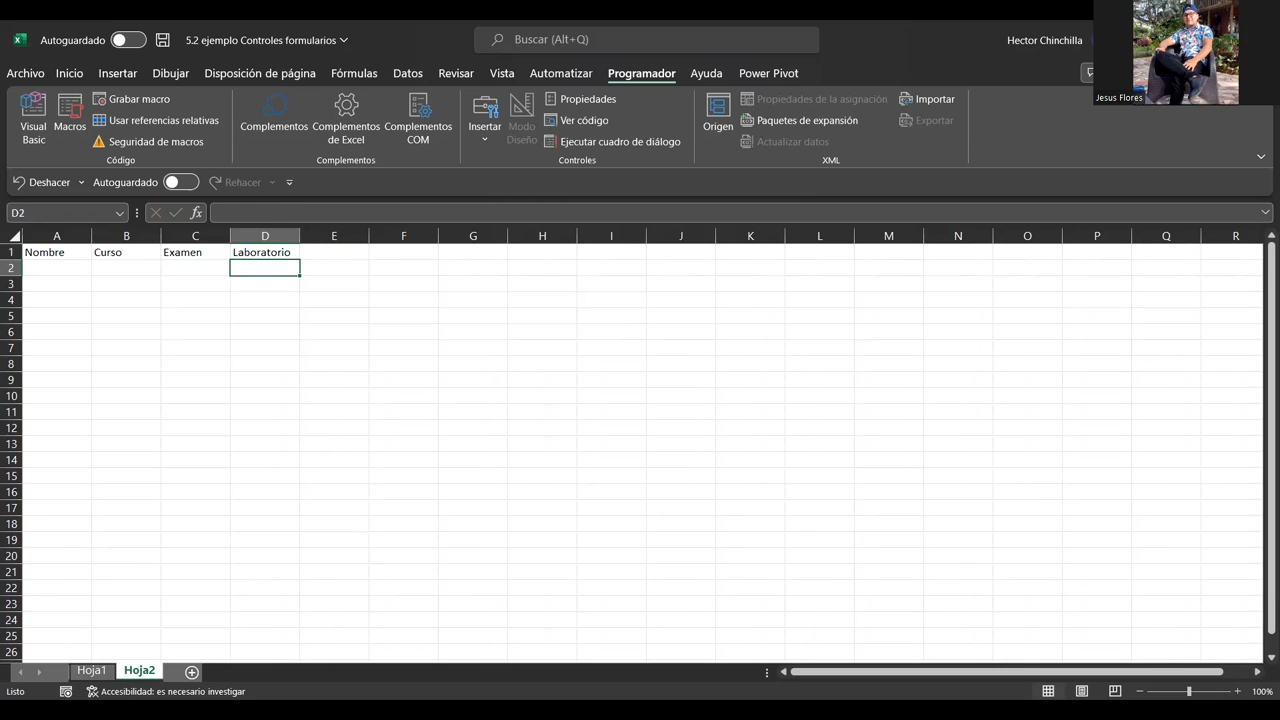 Autoguardado
5.2 ejemplo Controles formularios
Buscar (Alt+Q)
Hector Chinchilla
Jesus Flores
Archivo Inicio Insertar Dibujar Disposición de página Fórmulas Datos Revisar Vista Automatizar Programador Ayuda Power Pivot
Visual Basic
Macros
Grabar macro
Usar referencias relativas
Seguridad de macros
Código
Complementos
Complementos de Excel
Complementos COM
Complementos
Insertar
Modo Diseño
Propiedades
Ver código
Ejecutar cuadro de diálogo
Controles
Origen
Propiedades de la asignación
Paquetes de expansión
Actualizar datos
Importar
Exportar
XML
Deshacer Autoguardado Rehacer
D2 fx
A B C D E F G H I J K L M N O P Q R
1 Nombre Curso Examen Laboratorio
2
3
4
5
6
7
8
9
10
11
12
13
14
15
16
17
18
19
20
21
22
23
24
25
26
Hoja1 Hoja2
Listo Accesibilidad: es necesario investigar 100%